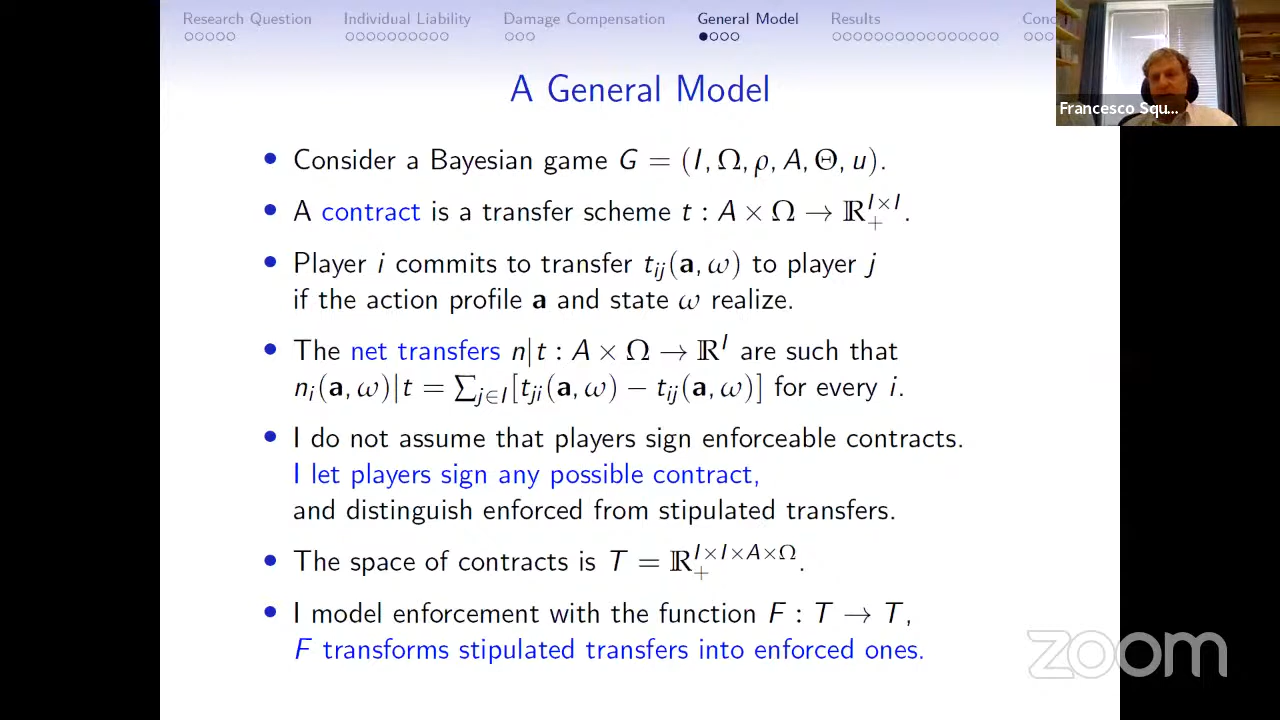 Research Question Individual Liability Damage Compensation General Model Results
Francesco Squ...
A General Model
• Consider a Bayesian game G = (I, Ω, ρ, A, Θ, u).
• A contract is a transfer scheme t : A × Ω → ℝ₊^{I×I}.
• Player i commits to transfer t_{ij}(a, ω) to player j
if the action profile a and state ω realize.
• The net transfers n|t : A × Ω → ℝ^I are such that
n_i(a, ω)|t = ∑_{j∈I}[t_{ji}(a, ω) − t_{ij}(a, ω)] for every i.
• I do not assume that players sign enforceable contracts.
I let players sign any possible contract,
and distinguish enforced from stipulated transfers.
• The space of contracts is T = ℝ₊^{I×I×A×Ω}.
• I model enforcement with the function F : T → T,
F transforms stipulated transfers into enforced ones.
zoom